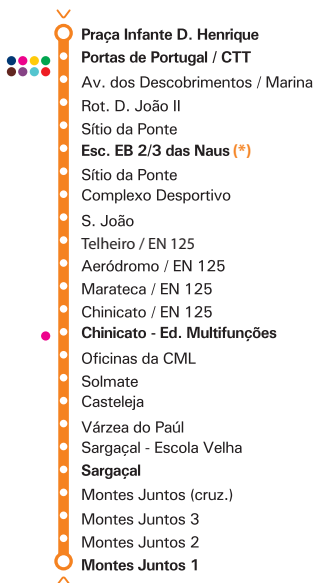 Praça Infante D. Henrique
Portas de Portugal / CTT
Av. dos Descobrimentos / Marina
Rot. D. João II
Sítio da Ponte
Esc. EB 2/3 das Naus (*)
Sítio da Ponte
Complexo Desportivo
S. João
Telheiro / EN 125
Aeródromo / EN 125
Marateca / EN 125
Chinicato / EN 125
Chinicato - Ed. Multifunções
Oficinas da CML
Solmate
Casteleja
Várzea do Paúl
Sargaçal - Escola Velha
Sargaçal
Montes Juntos (cruz.)
Montes Juntos 3
Montes Juntos 2
Montes Juntos 1